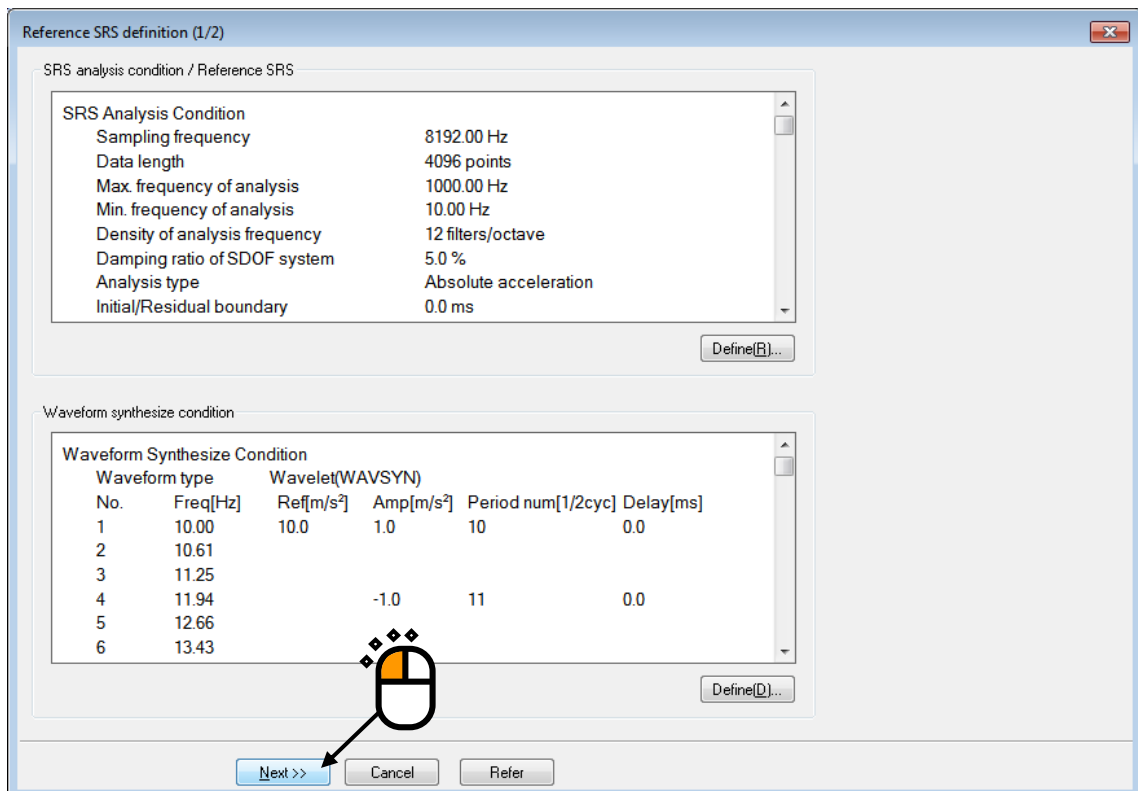 Reference SRS definition (1/2)
SRS analysis condition / Reference SRS
SRS Analysis Condition
Sampling frequency 8192.00 Hz
Data length 4096 points
Max. frequency of analysis 1000.00 Hz
Min. frequency of analysis 10.00 Hz
Density of analysis frequency 12 filters/octave
Damping ratio of SDOF system 5.0 %
Analysis type Absolute acceleration
Initial/Residual boundary 0.0 ms
Define(R)...
Waveform synthesize condition
Waveform Synthesize Condition
Waveform type Wavelet(WAVSYN)
No. Freq[Hz] Ref[m/s²] Amp[m/s²] Period num[1/2cyc] Delay[ms]
1 10.00 10.0 1.0 10 0.0
2 10.61
3 11.25
4 11.94 -1.0 11 0.0
5 12.66
6 13.43
Define(D)...
Next >> Cancel Refer